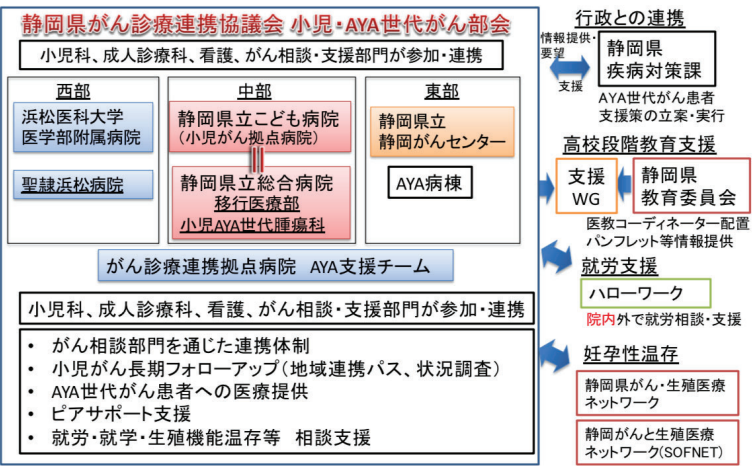 静岡県がん診療連携協議会 小児・AYA世代がん部会
小児科、成人診療科、看護、がん相談・支援部門が参加・連携
西部
浜松医科大学
医学部附属病院
聖隷浜松病院
中部
静岡県立こども病院
（小児がん拠点病院）
静岡県立総合病院
移行医療部
小児AYA世代腫瘍科
東部
静岡県立
静岡がんセンター
AYA病棟
がん診療連携拠点病院 AYA支援チーム
小児科、成人診療科、看護、がん相談・支援部門が参加・連携
• がん相談部門を通じた連携体制
• 小児がん長期フォローアップ（地域連携パス、状況調査）
• AYA世代がん患者への医療提供
• ピアサポート支援
• 就労・就学・生殖機能温存等 相談支援
行政との連携
情報提供・
要望
支援
静岡県
疾病対策課
AYA世代がん患者
支援策の立案・実行
高校段階教育支援
支援
WG
静岡県
教育委員会
医教コーディネーター配置
パンフレット等情報提供
就労支援
ハローワーク
院内外で就労相談・支援
妊孕性温存
静岡県がん・生殖医療
ネットワーク
静岡がんと生殖医療
ネットワーク(SOFNET)